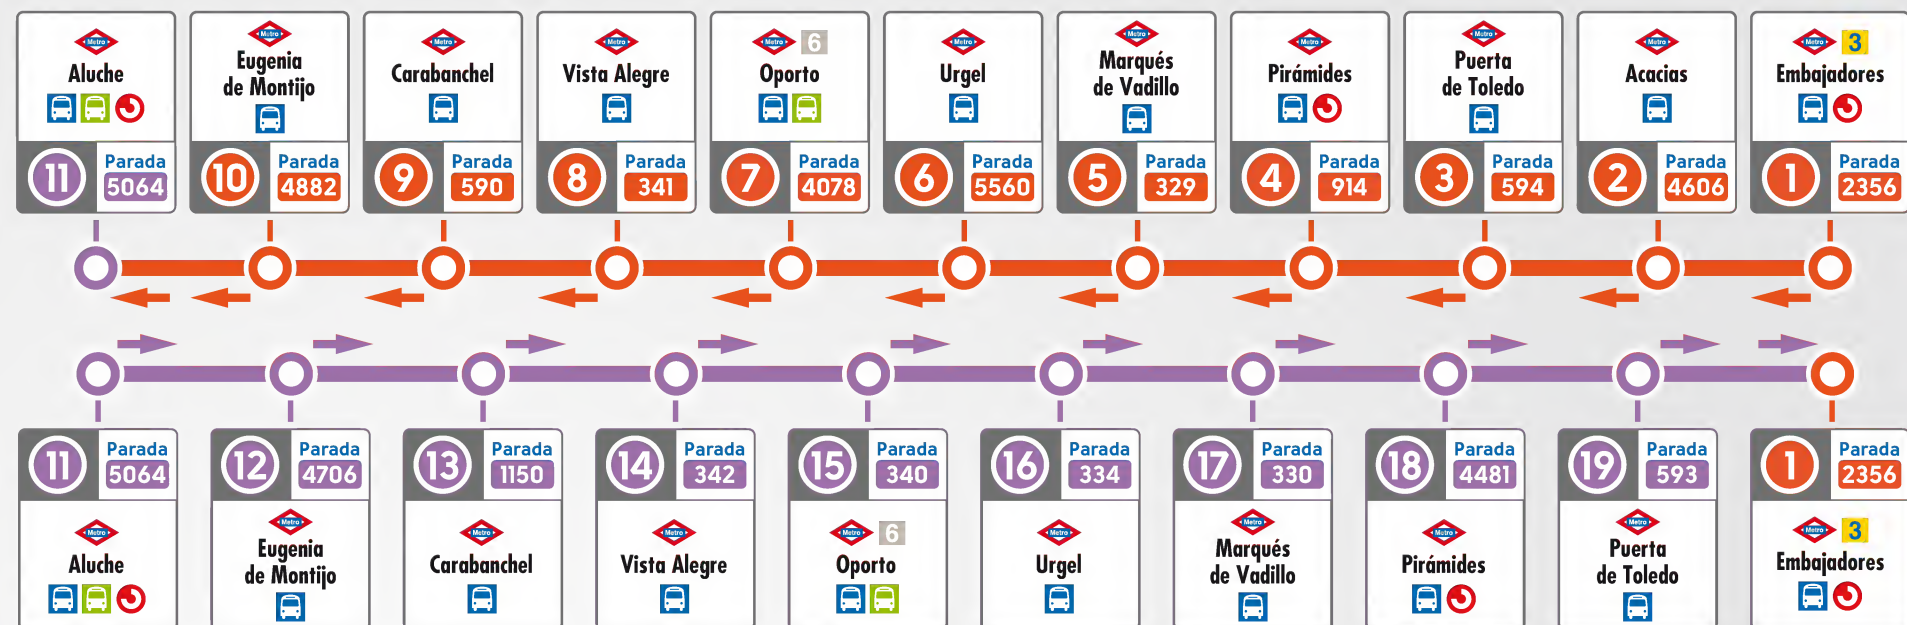 Metro
Aluche
11 Parada 5064
Metro
Eugenia
de Montijo
10 Parada 4882
Metro
Carabanchel
9 Parada 590
Metro
Vista Alegre
8 Parada 341
Metro 6
Oporto
7 Parada 4078
Metro
Urgel
6 Parada 5560
Metro
Marqués
de Vadillo
5 Parada 329
Metro
Pirámides
4 Parada 914
Metro
Puerta
de Toledo
3 Parada 594
Metro
Acacias
2 Parada 4606
Metro 3
Embajadores
1 Parada 2356
11 Parada 5064
Metro
Aluche
12 Parada 4706
Metro
Eugenia
de Montijo
13 Parada 1150
Metro
Carabanchel
14 Parada 342
Metro
Vista Alegre
15 Parada 340
Metro 6
Oporto
16 Parada 334
Metro
Urgel
17 Parada 330
Metro
Marqués
de Vadillo
18 Parada 4481
Metro
Pirámides
19 Parada 593
Metro
Puerta
de Toledo
1 Parada 2356
Metro 3
Embajadores